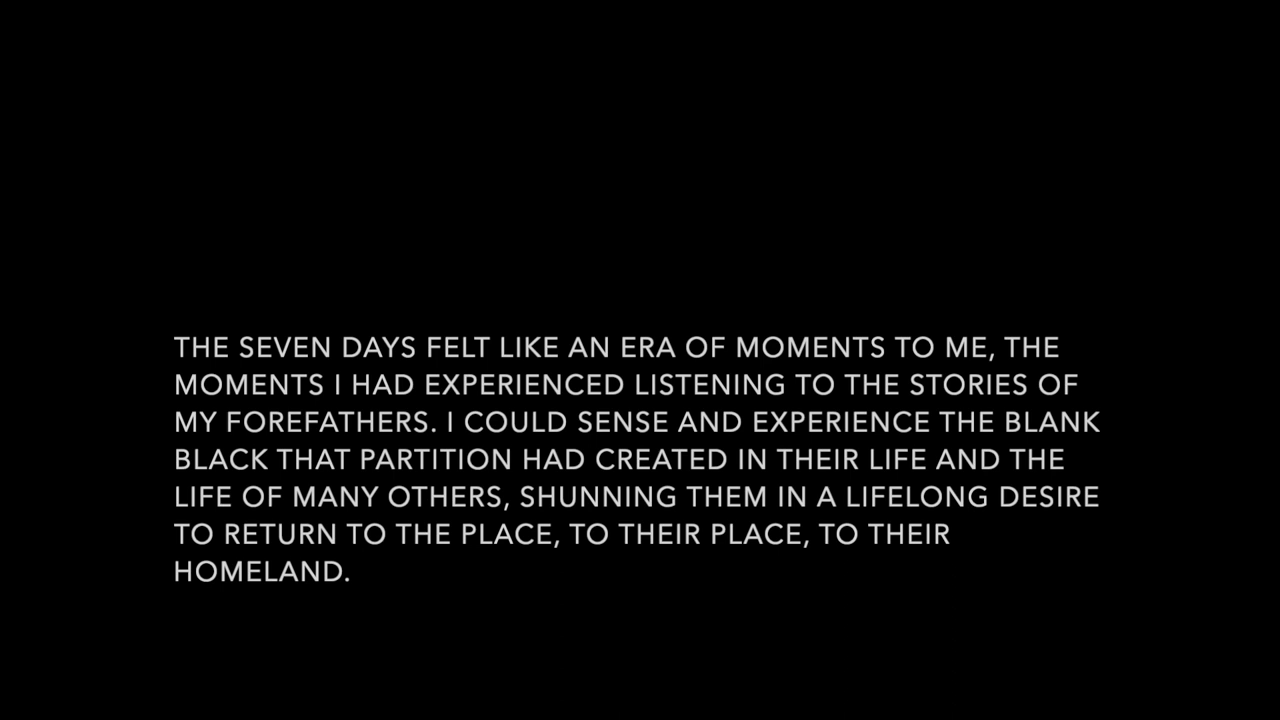 THE SEVEN DAYS FELT LIKE AN ERA OF MOMENTS TO ME, THE
MOMENTS I HAD EXPERIENCED LISTENING TO THE STORIES OF
MY FOREFATHERS. I COULD SENSE AND EXPERIENCE THE BLANK
BLACK THAT PARTITION HAD CREATED IN THEIR LIFE AND THE
LIFE OF MANY OTHERS, SHUNNING THEM IN A LIFELONG DESIRE
TO RETURN TO THE PLACE, TO THEIR PLACE, TO THEIR
HOMELAND.